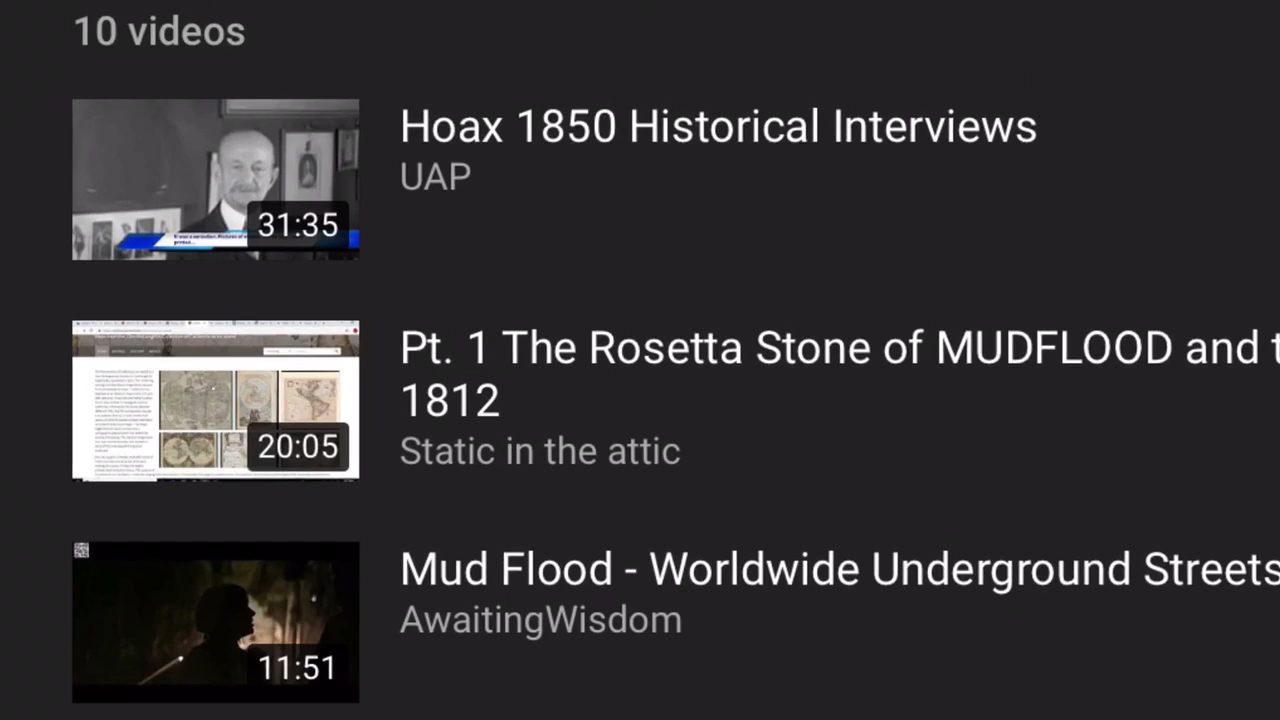 10 videos
Hoax 1850 Historical Interviews
UAP
31:35
Pt. 1 The Rosetta Stone of MUDFLOOD and t
1812
Static in the attic
20:05
Mud Flood - Worldwide Underground Streets
AwaitingWisdom
11:51